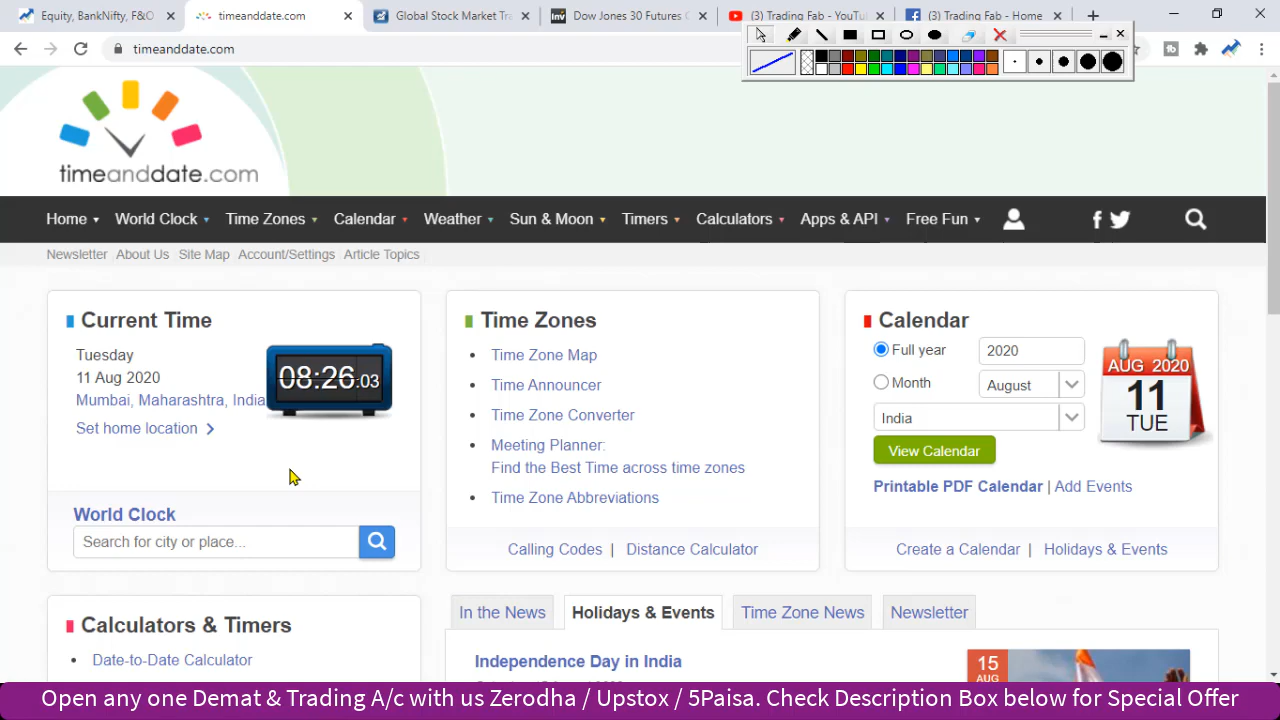 Equity, BankNifty, F&O
timeanddate.com
Global Stock Market Tra
Dow Jones 30 Futures C
(3) Trading Fab - YouTu
(3) Trading Fab - Home
timeanddate.com
timeanddate.com
Home
World Clock
Time Zones
Calendar
Weather
Sun & Moon
Timers
Calculators
Apps & API
Free Fun
Newsletter
About Us
Site Map
Account/Settings
Article Topics
Current Time
Tuesday
11 Aug 2020
Mumbai, Maharashtra, India
Set home location
08:26:03
World Clock
Search for city or place...
Time Zones
Time Zone Map
Time Announcer
Time Zone Converter
Meeting Planner:
Find the Best Time across time zones
Time Zone Abbreviations
Calling Codes | Distance Calculator
Calendar
Full year
2020
Month
August
India
View Calendar
AUG 2020
11
TUE
Printable PDF Calendar | Add Events
Create a Calendar | Holidays & Events
Calculators & Timers
Date-to-Date Calculator
In the News
Holidays & Events
Time Zone News
Newsletter
Independence Day in India
15
AUG
Open any one Demat & Trading A/c with us Zerodha / Upstox / 5Paisa. Check Description Box below for Special Offer